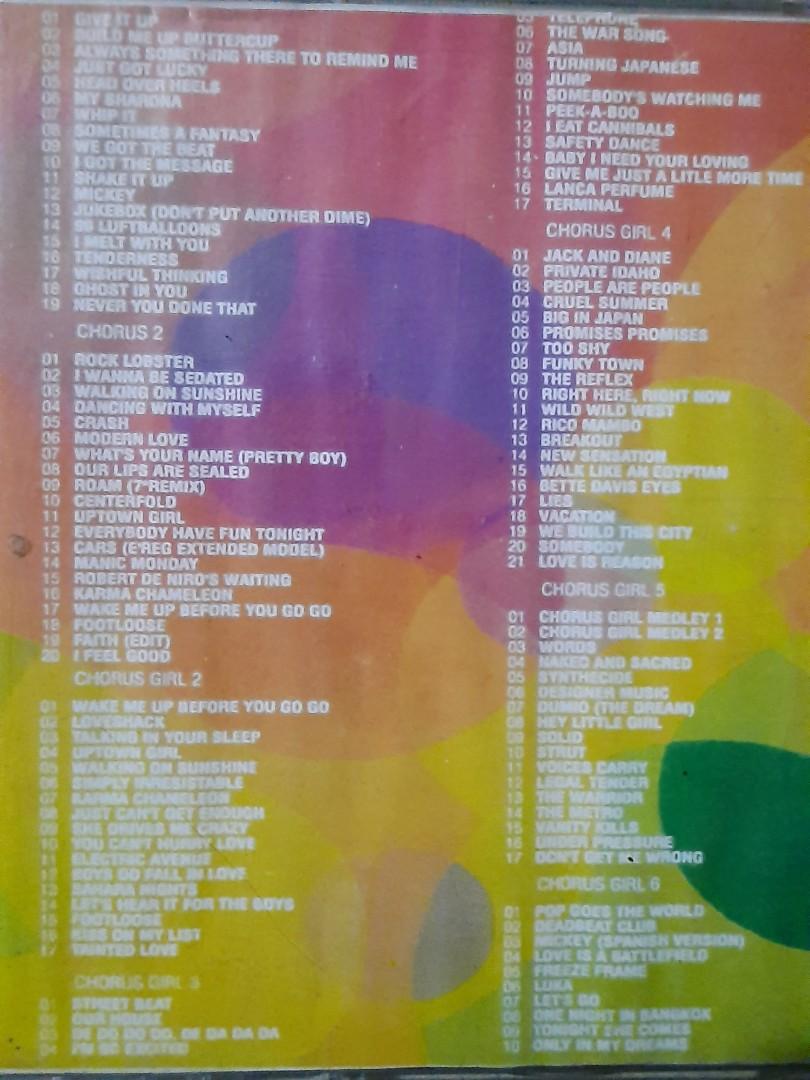 01 GIVE IT UP
02 BUILD ME UP BUTTERCUP
03 ALWAYS SOMETHING THERE TO REMIND ME
04 JUST GOT LUCKY
05 HEAD OVER HEELS
06 MY SHARONA
07 WHIP IT
08 SOMETIMES A FANTASY
09 WE GOT THE BEAT
10 I GOT THE MESSAGE
11 SHAKE IT UP
12 MICKEY
13 JUKEBOX (DON'T PUT ANOTHER DIME)
14 99 LUFTBALLOONS
15 I MELT WITH YOU
16 TENDERNESS
17 WISHFUL THINKING
18 GHOST IN YOU
19 NEVER YOU DONE THAT
CHORUS 2
01 ROCK LOBSTER
02 I WANNA BE SEDATED
03 WALKING ON SUNSHINE
04 DANCING WITH MYSELF
05 CRASH
06 MODERN LOVE
07 WHAT'S YOUR NAME (PRETTY BOY)
08 OUR LIPS ARE SEALED
09 ROAM (7"REMIX)
10 CENTERFOLD
11 UPTOWN GIRL
12 EVERYBODY HAVE FUN TONIGHT
13 CARS (E'REG EXTENDED MODEL)
14 MANIC MONDAY
15 ROBERT DE NIRO'S WAITING
16 KARMA CHAMELEON
17 WAKE ME UP BEFORE YOU GO GO
18 FOOTLOOSE
19 FAITH (EDIT)
20 I FEEL GOOD
CHORUS GIRL 2
01 WAKE ME UP BEFORE YOU GO GO
02 LOVESHACK
03 TALKING IN YOUR SLEEP
04 UPTOWN GIRL
05 WALKING ON SUNSHINE
06 SIMPLY IRRESISTABLE
07 KARMA CHAMELEON
08 JUST CAN'T GET ENOUGH
09 SHE DRIVES ME CRAZY
10 YOU CAN'T HURRY LOVE
11 ELECTRIC AVENUE
12 BOYS DO FALL IN LOVE
13 SAHARA NIGHTS
14 LET'S HEAR IT FOR THE BOYS
15 FOOTLOOSE
16 KISS ON MY LIST
17 TAINTED LOVE
CHORUS GIRL 3
01 STREET BEAT
02 OUR HOUSE
03 DE DO DO DO, DE DA DA DA
04 I'M SO EXCITED
05 TELEPHONE
06 THE WAR SONG
07 ASIA
08 TURNING JAPANESE
09 JUMP
10 SOMEBODY'S WATCHING ME
11 PEEK-A-BOO
12 I EAT CANNIBALS
13 SAFETY DANCE
14 BABY I NEED YOUR LOVING
15 GIVE ME JUST A LITLE MORE TIME
16 LANCA PERFUME
17 TERMINAL
CHORUS GIRL 4
01 JACK AND DIANE
02 PRIVATE IDAHO
03 PEOPLE ARE PEOPLE
04 CRUEL SUMMER
05 BIG IN JAPAN
06 PROMISES PROMISES
07 TOO SHY
08 FUNKY TOWN
09 THE REFLEX
10 RIGHT HERE, RIGHT NOW
11 WILD WILD WEST
12 RICO MAMBO
13 BREAKOUT
14 NEW SENSATION
15 WALK LIKE AN EGYPTIAN
16 BETTE DAVIS EYES
17 LIES
18 VACATION
19 WE BUILD THIS CITY
20 SOMEBODY
21 LOVE IS REASON
CHORUS GIRL 5
01 CHORUS GIRL MEDLEY 1
02 CHORUS GIRL MEDLEY 2
03 WORDS
04 NAKED AND SACRED
05 SYNTHECIDE
06 DESIGNER MUSIC
07 (THE DREAM)
08 HEY LITTLE GIRL
09 SOLID
10 STRUT
11 VOICES CARRY
12 LEGAL TENDER
13 THE WARRIOR
14 THE METRO
15 VANITY KILLS
16 UNDER PRESSURE
17 DON'T GET ME WRONG
CHORUS GIRL 6
01 POP GOES THE WORLD
02 DEADBEAT CLUB
03 MICKEY (SPANISH VERSION)
04 LOVE IS A BATTLEFIELD
05 FREEZE FRAME
06 LUKA
07 LET'S GO
08 ONE NIGHT IN BANGKOK
09 TONIGHT SHE COMES
10 ONLY IN MY DREAMS